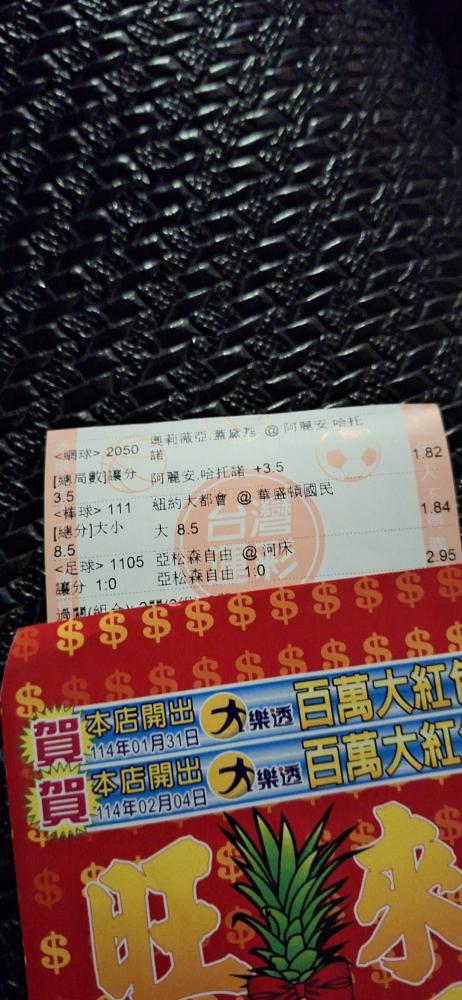 奧莉薇亞.蓋黛茲 @ 阿麗安.哈托
<網球> 2050 諾
[總局數]讓分 阿麗安.哈托諾 +3.5 1.82
3.5
<棒球> 111 紐約大都會 @ 華盛頓國民
[總分]大小 大 8.5 1.84
8.5
<足球> 1105 亞松森自由 @ 河床
讓分 1:0 亞松森自由 1:0 2.95
台灣
賀 本店開出 大樂透 百萬大紅包
114年01月31日
賀 本店開出 大樂透 百萬大紅
114年02月04日
旺來